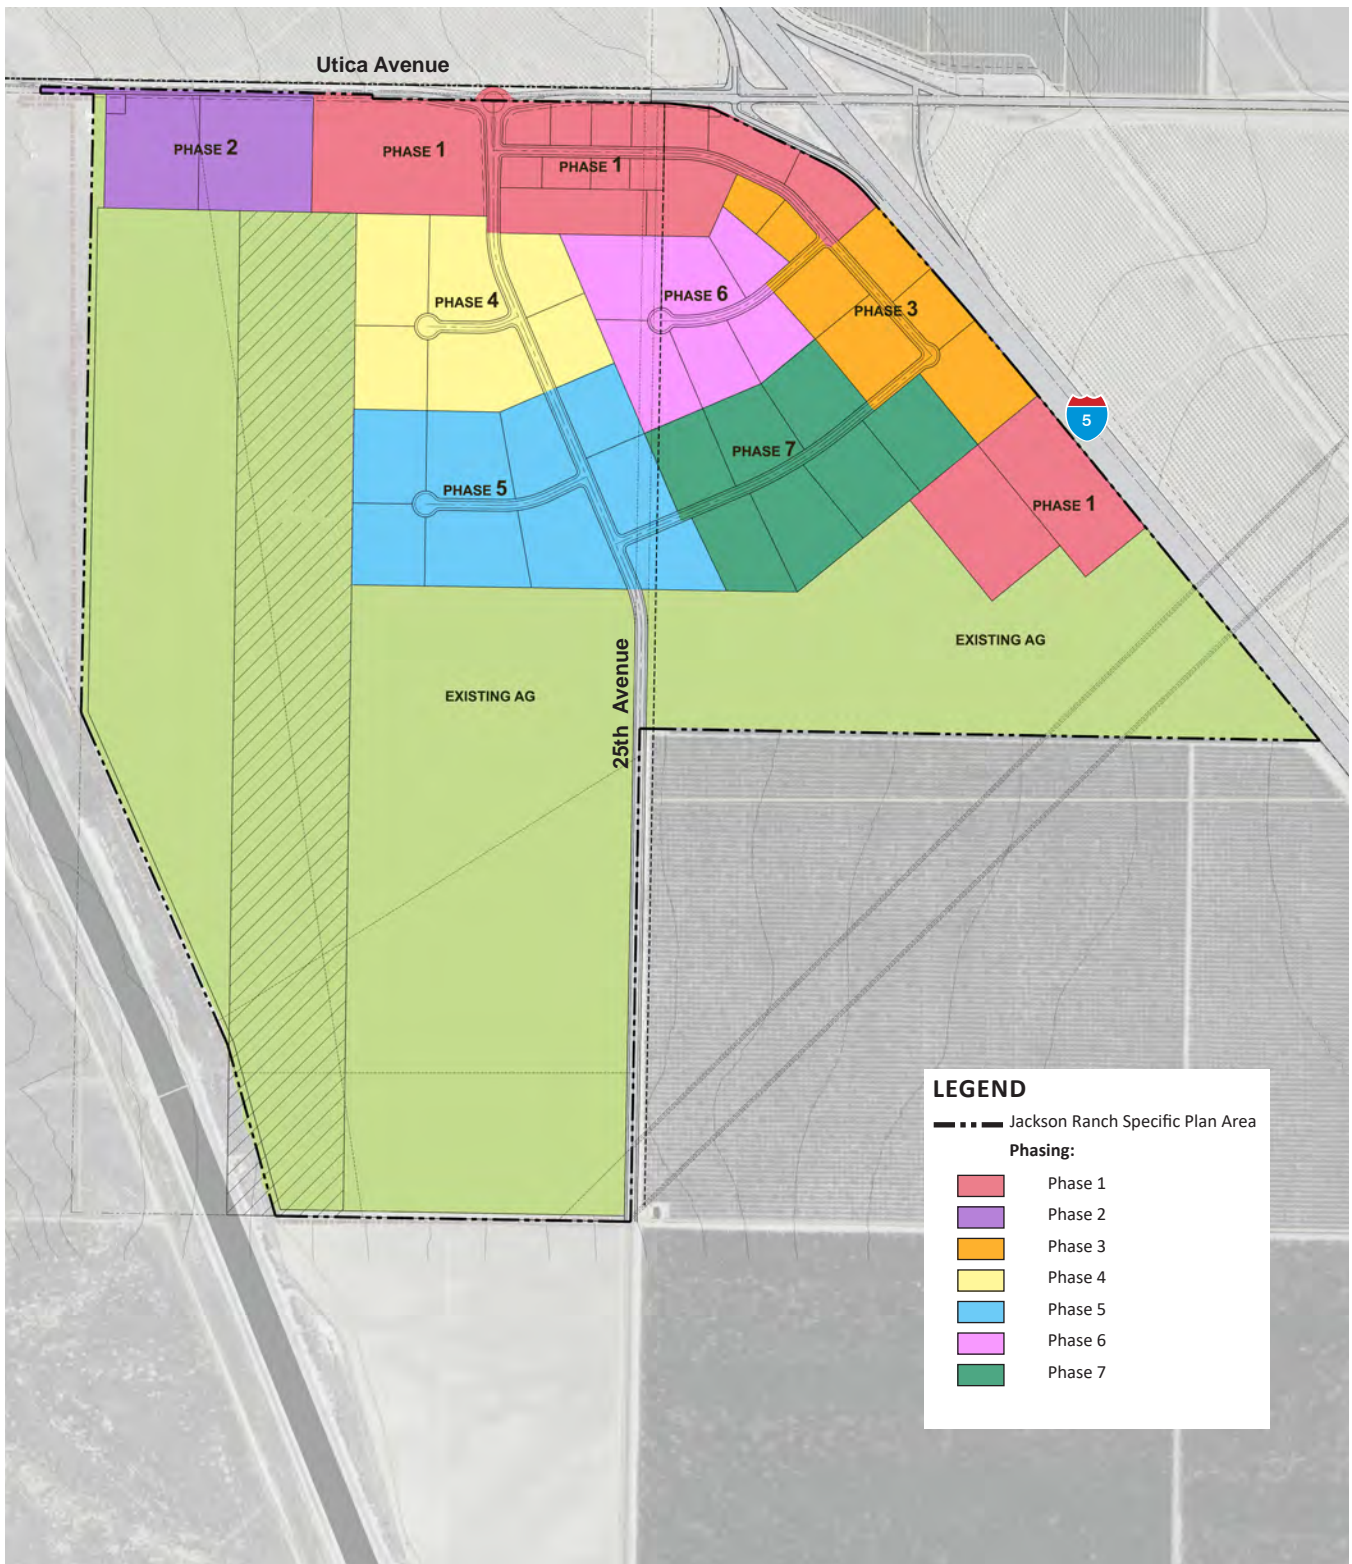 Utica Avenue
PHASE 2
PHASE 1
PHASE 1
PHASE 4
PHASE 6
PHASE 3
5
PHASE 7
PHASE 5
PHASE 1
EXISTING AG
EXISTING AG
25th Avenue
LEGEND
Jackson Ranch Specific Plan Area
Phasing:
Phase 1
Phase 2
Phase 3
Phase 4
Phase 5
Phase 6
Phase 7